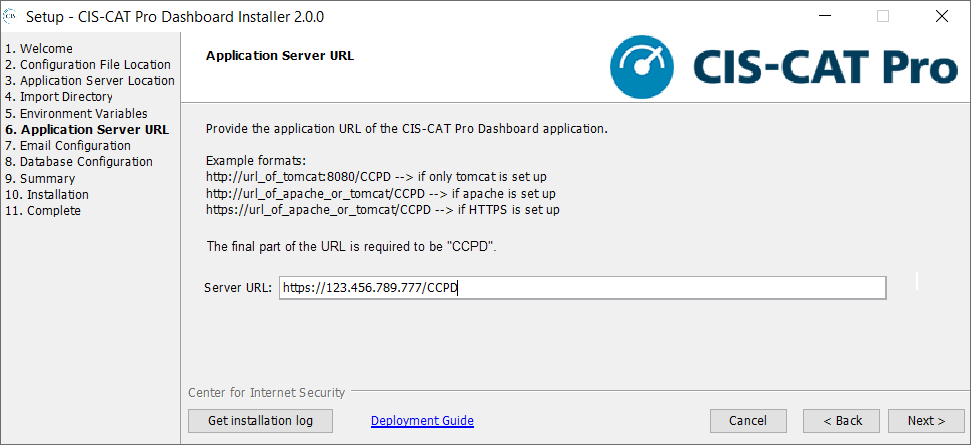 CIS
Setup - CIS-CAT Pro Dashboard Installer 2.0.0
1. Welcome
2. Configuration File Location
3. Application Server Location
4. Import Directory
5. Environment Variables
6. Application Server URL
7. Email Configuration
8. Database Configuration
9. Summary
10. Installation
11. Complete
Application Server URL
CIS-CAT Pro
Provide the application URL of the CIS-CAT Pro Dashboard application.
Example formats:
http://url_of_tomcat:8080/CCPD --> if only tomcat is set up
http://url_of_apache_or_tomcat/CCPD --> if apache is set up
https://url_of_apache_or_tomcat/CCPD --> if HTTPS is set up
The final part of the URL is required to be "CCPD".
Server URL: https://123.456.789.777/CCPD
Center for Internet Security
Get installation log Deployment Guide Cancel < Back Next >